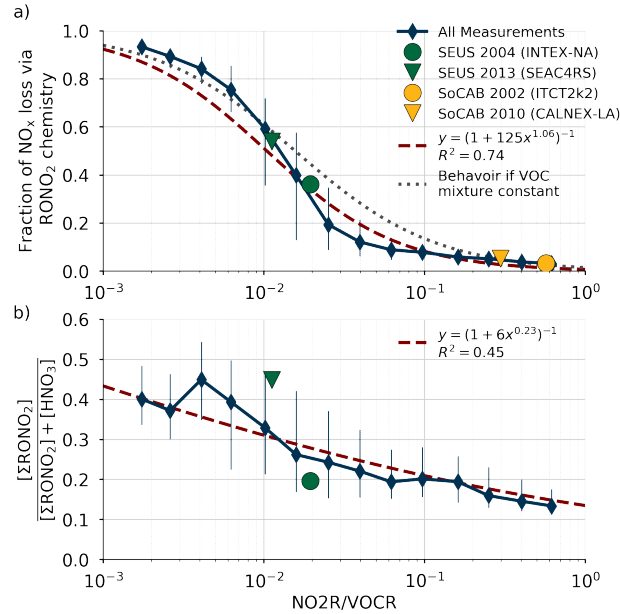 a)
Fraction of NOx loss via
RONO2 chemistry
1.0
0.8
0.6
0.4
0.2
0.0
All Measurements
SEUS 2004 (INTEX-NA)
SEUS 2013 (SEAC4RS)
SoCAB 2002 (ITCT2k2)
SoCAB 2010 (CALNEX-LA)
y = (1 + 125x^1.06)^−1
R^2 = 0.74
Behavoir if VOC
mixture constant
10^−3
10^−2
10^−1
10^0
b)
[ΣRONO2]
[ΣRONO2] + [HNO3]
0.6
0.5
0.4
0.3
0.2
0.1
0.0
y = (1 + 6x^0.23)^−1
R^2 = 0.45
10^−3
10^−2
10^−1
10^0
NO2R/VOCR